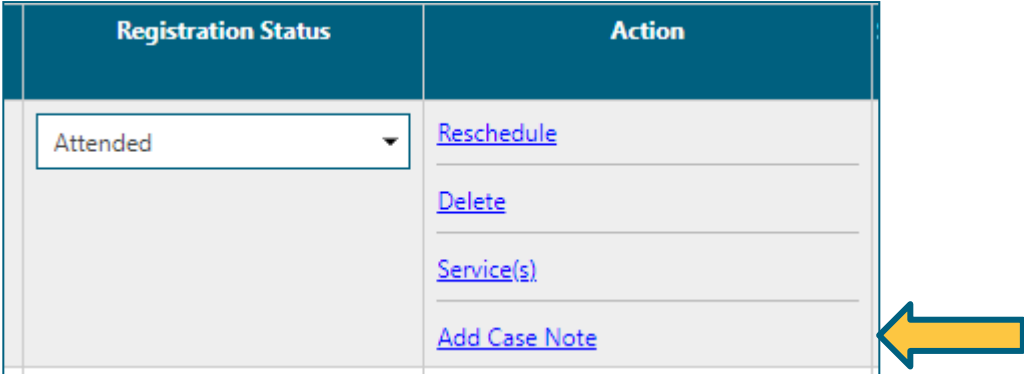 Registration Status
Action
Attended
Reschedule
Delete
Service(s)
Add Case Note